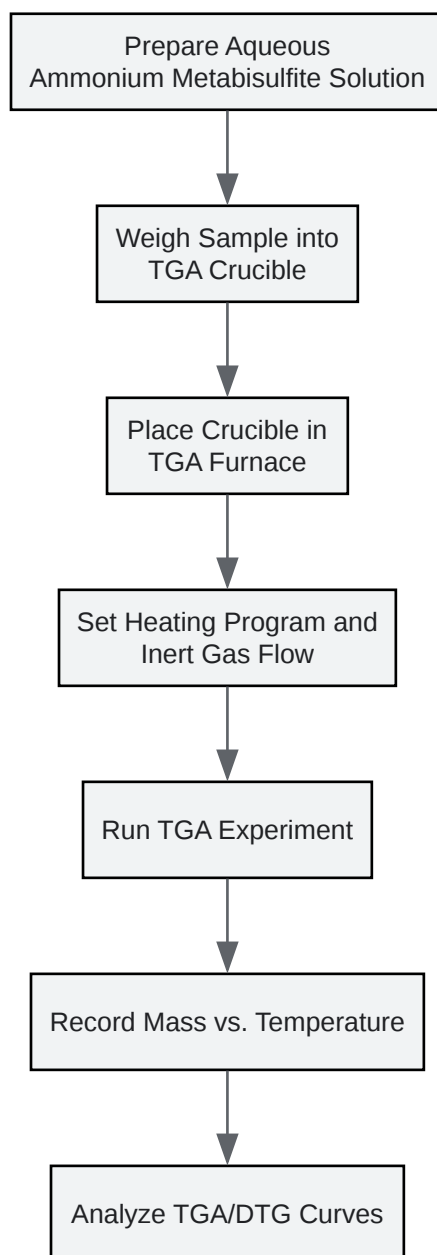 Prepare Aqueous
Ammonium Metabisulfite Solution
Weigh Sample into
TGA Crucible
Place Crucible in
TGA Furnace
Set Heating Program and
Inert Gas Flow
Run TGA Experiment
Record Mass vs. Temperature
Analyze TGA/DTG Curves